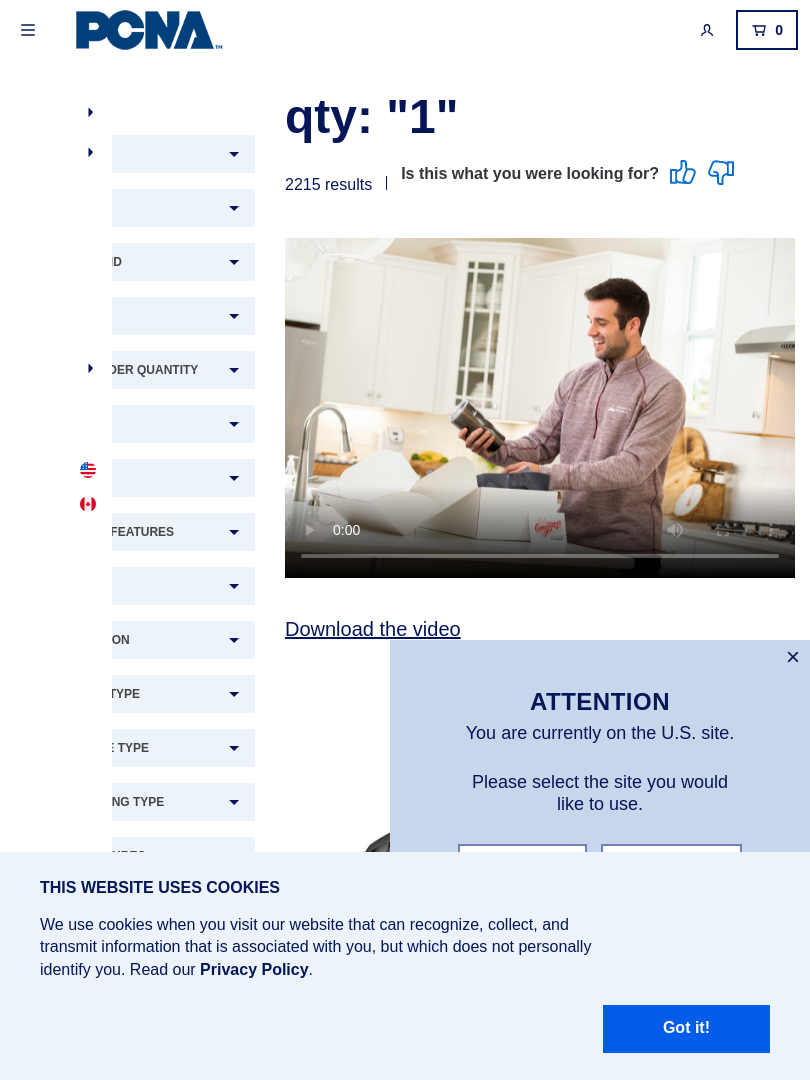 PCNA™
0
qty: "1"
2215 results
Is this what you were looking for?
DER QUANTITY
FEATURES
ON
TYPE
E TYPE
NG TYPE
0:00
Download the video
×
ATTENTION
You are currently on the U.S. site.
Please select the site you would
like to use.
THIS WEBSITE USES COOKIES
We use cookies when you visit our website that can recognize, collect, and
transmit information that is associated with you, but which does not personally
identify you. Read our Privacy Policy.
Got it!